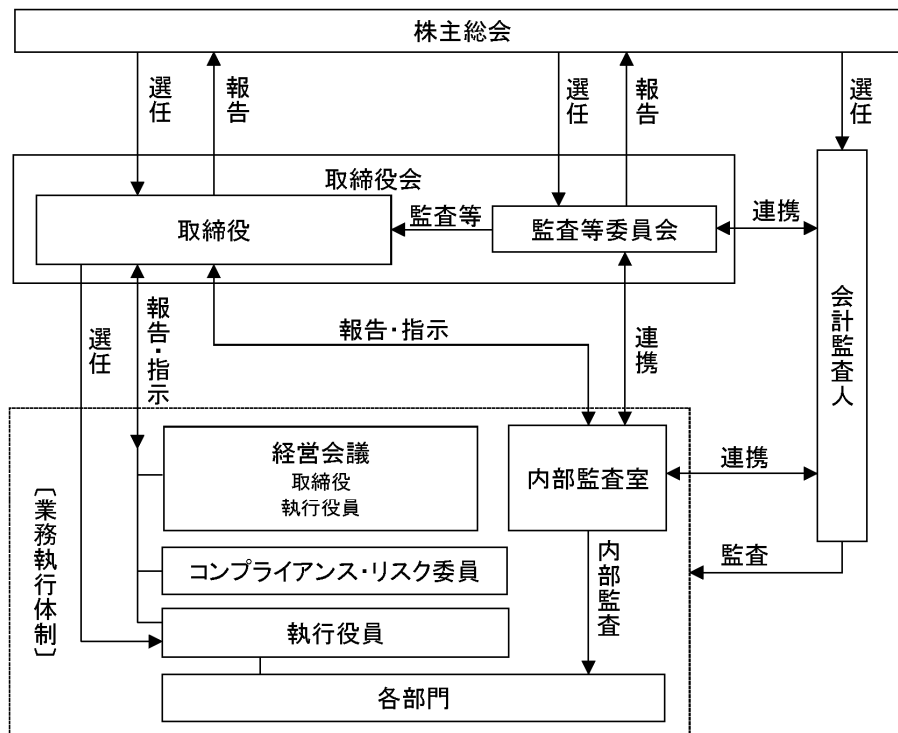 株主総会
選任
報告
選任
報告
選任
取締役会
取締役
監査等
監査等委員会
連携
会計監査人
選任
報告・指示
報告・指示
連携
〔業務執行体制〕
経営会議
取締役
執行役員
内部監査室
連携
コンプライアンス・リスク委員
内部監査
監査
執行役員
各部門